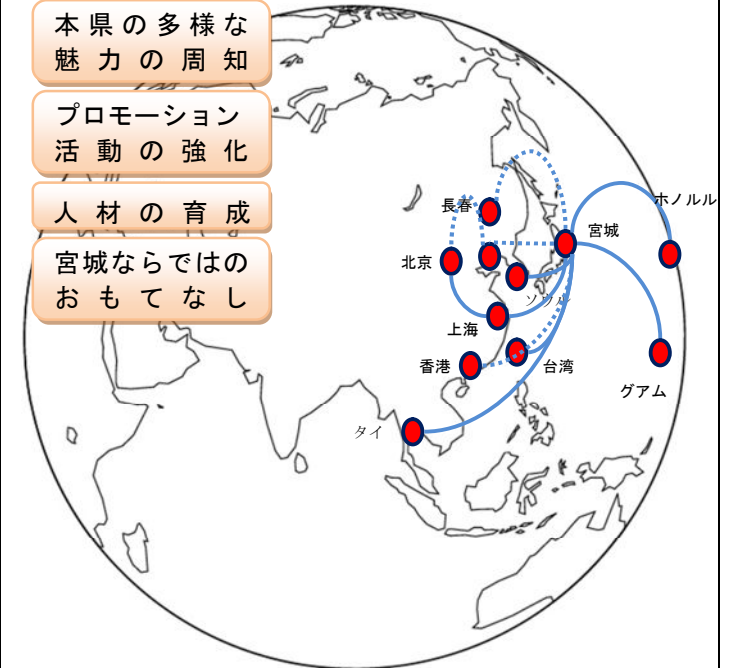 本県の多様な
魅力の周知
プロモーション
活動の強化
人材の育成
宮城ならではの
おもてなし
ホノルル
長春
宮城
北京
ソウル
上海
香港
台湾
グアム
タイ